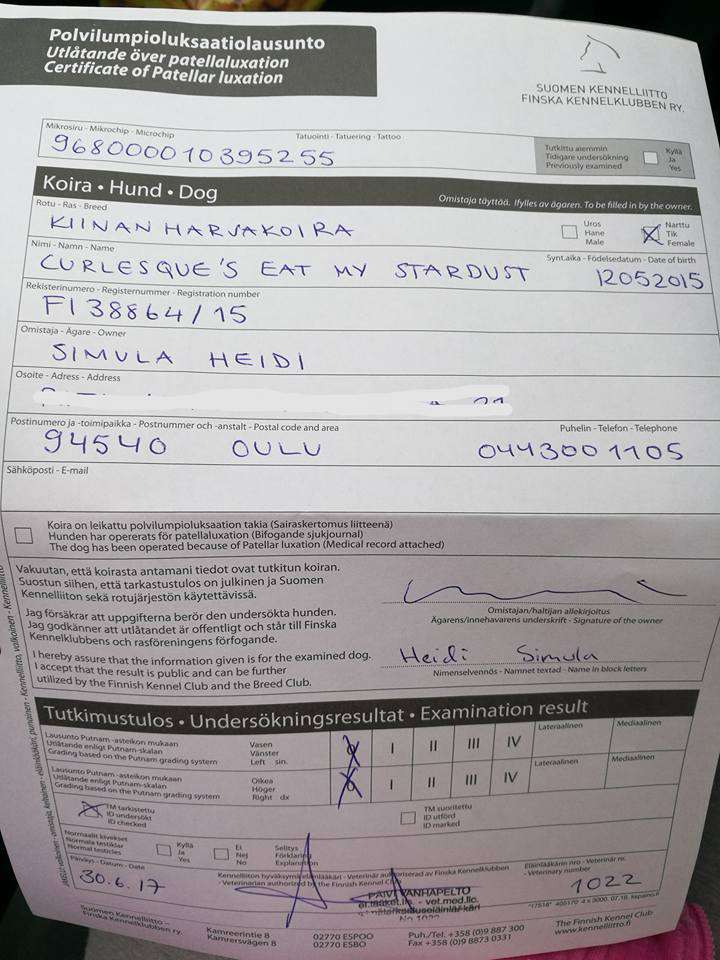 Polvilumpioluksaatiolausunto
Utlåtande över patellaluxation
Certificate of Patellar luxation
SUOMEN KENNELLIITTO
FINSKA KENNELKLUBBEN RY.
Mikrosiru - Mikrochip - Microchip
Tatuointi - Tatuering - Tattoo
968000010395255
Tutkittu aiemmin
Tidigare undersökning
Previously examined
Kyllä
Ja
Yes
Koira • Hund • Dog
Omistaja täyttää. Ifylles av ägaren. To be filled in by the owner.
Rotu - Ras - Breed
KIINAN HARJAKOIRA
Uros
Hane
Male
Narttu
Tik
Female
Nimi - Namn - Name
CURLESQUE'S EAT MY STARDUST
Synt.aika - Födelsedatum - Date of birth
12052015
Rekisterinumero - Registernummer - Registration number
FI38864/15
Omistaja - Ägare - Owner
SIMULA HEIDI
Osoite - Adress - Address
Postinumero ja -toimipaikka - Postnummer och -anstalt - Postal code and area
94540 OULU
Puhelin - Telefon - Telephone
0443001105
Sähköposti - E-mail
Koira on leikattu polvilumpioluksaation takia (Sairaskertomus liitteenä)
Hunden har opererats för patellaluxation (Bifogande sjukjournal)
The dog has been operated because of Patellar luxation (Medical record attached)
Vakuutan, että koirasta antamani tiedot ovat tutkitun koiran.
Suostun siihen, että tarkastustulos on julkinen ja Suomen
Kennelliiton sekä rotujärjestön käytettävissä.
Jag försäkrar att uppgifterna berör den undersökta hunden.
Jag godkänner att utlåtandet är offentligt och står till Finska
Kennelklubbens och rasföreningens förfogande.
I hereby assure that the information given is for the examined dog.
I accept that the result is public and can be further
utilized by the Finnish Kennel Club and the Breed Club.
Omistajan/haltijan allekirjoitus
Ägarens/innehavarens underskrift - Signature of the owner
Heidi Simula
Nimenselvennös - Namnet textad - Name in block letters
Tutkimustulos • Undersökningsresultat • Examination result
Lausunto Putnam -asteikon mukaan
Utlåtande enligt Putnam-skalan
Grading based on the Putnam grading system
Vasen
Vänster
Left sin.
0 I II III IV
Lateraalinen
Mediaalinen
Lausunto Putnam -asteikon mukaan
Utlåtande enligt Putnam-skalan
Grading based on the Putnam grading system
Oikea
Höger
Right dx
0 I II III IV
Lateraalinen
Mediaalinen
TM tarkistettu
ID undersökt
ID checked
TM suoritettu
ID utförd
ID marked
Normaalit kivekset
Normala testiklar
Normal testicles
Kyllä
Ja
Yes
Ei
Nej
No
Selitys
Förklaring
Explanation
Päiväys - Datum - Date
30.6.17
Kennelliiton hyväksymä eläinlääkäri - Veterinär auktoriserad av Finska Kennelklubben
- Veterinarian authorized by the Finnish Kennel Club
PÄIVI VANHAPELTO
el.lääket.lis. - vet.med.lic.
No 1022
Eläinlääkärin nro - Veterinär nr.
- Veterinary number
1022
Suomen Kennelliitto –
Finska Kennelklubben ry.
Kamreerintie 8
Kamrersvägen 8
02770 ESPOO
02770 ESBO
Puh./Tel. +358 (0)9 887 300
Fax +358 (0)9 8873 0331
The Finnish Kennel Club
www.kennelliitto.fi